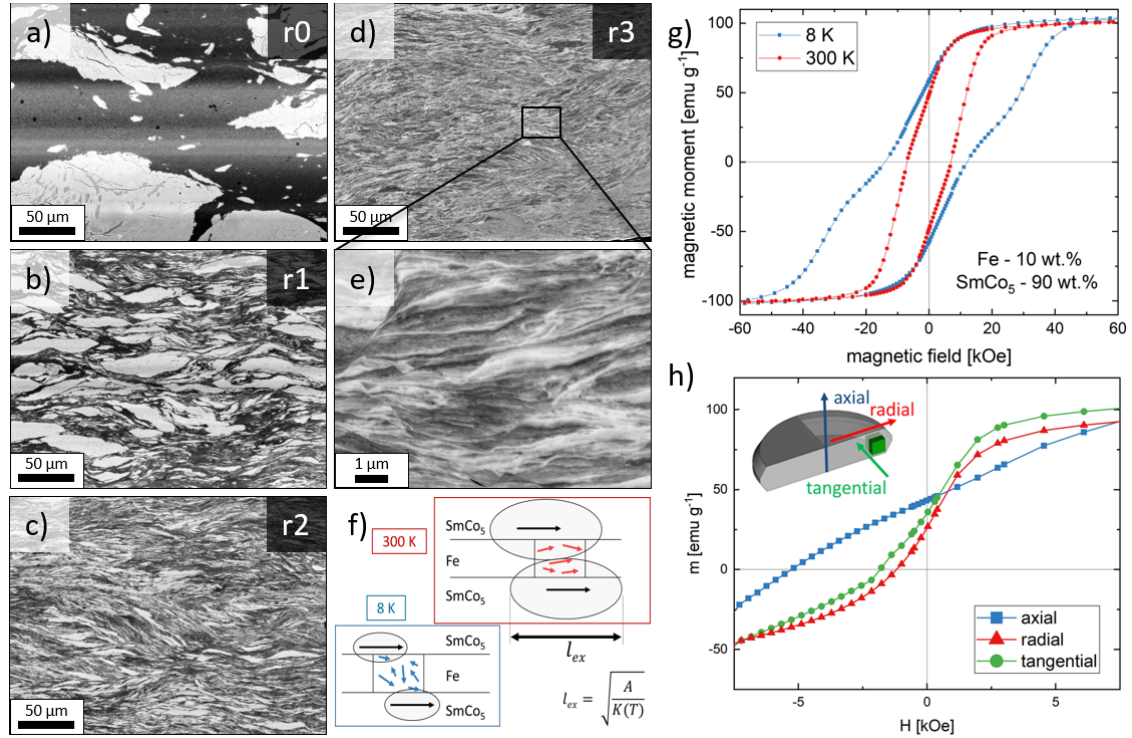 a)
r0
50 µm
b)
r1
50 µm
c)
r2
50 µm
d)
r3
50 µm
e)
1 µm
f)
300 K
SmCo₅
Fe
SmCo₅
8 K
SmCo₅
Fe
SmCo₅
l_ex
l_ex = √(A / K(T))
g)
magnetic moment [emu g⁻¹]
100
50
0
-50
-100
8 K
300 K
Fe - 10 wt.%
SmCo₅ - 90 wt.%
-60
-40
-20
0
20
40
60
magnetic field [kOe]
h)
m [emu g⁻¹]
100
50
0
-50
axial
radial
tangential
axial
radial
tangential
-5
0
5
H [kOe]